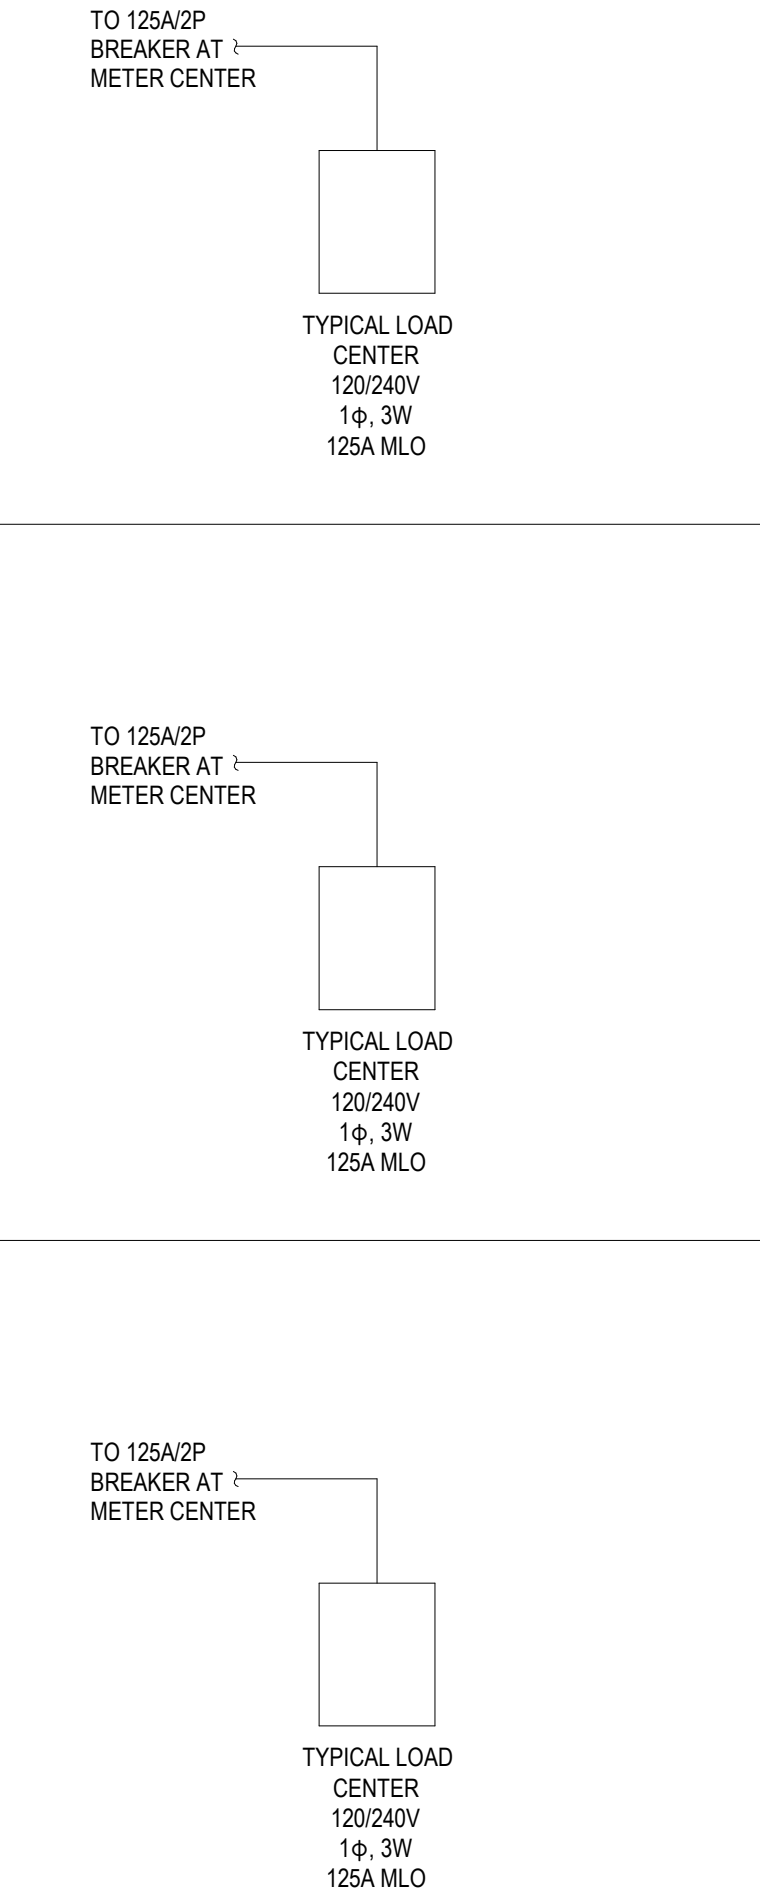 TO 125A/2P
BREAKER AT
METER CENTER
TYPICAL LOAD
CENTER
120/240V
1ϕ, 3W
125A MLO
TO 125A/2P
BREAKER AT
METER CENTER
TYPICAL LOAD
CENTER
120/240V
1ϕ, 3W
125A MLO
TO 125A/2P
BREAKER AT
METER CENTER
TYPICAL LOAD
CENTER
120/240V
1ϕ, 3W
125A MLO